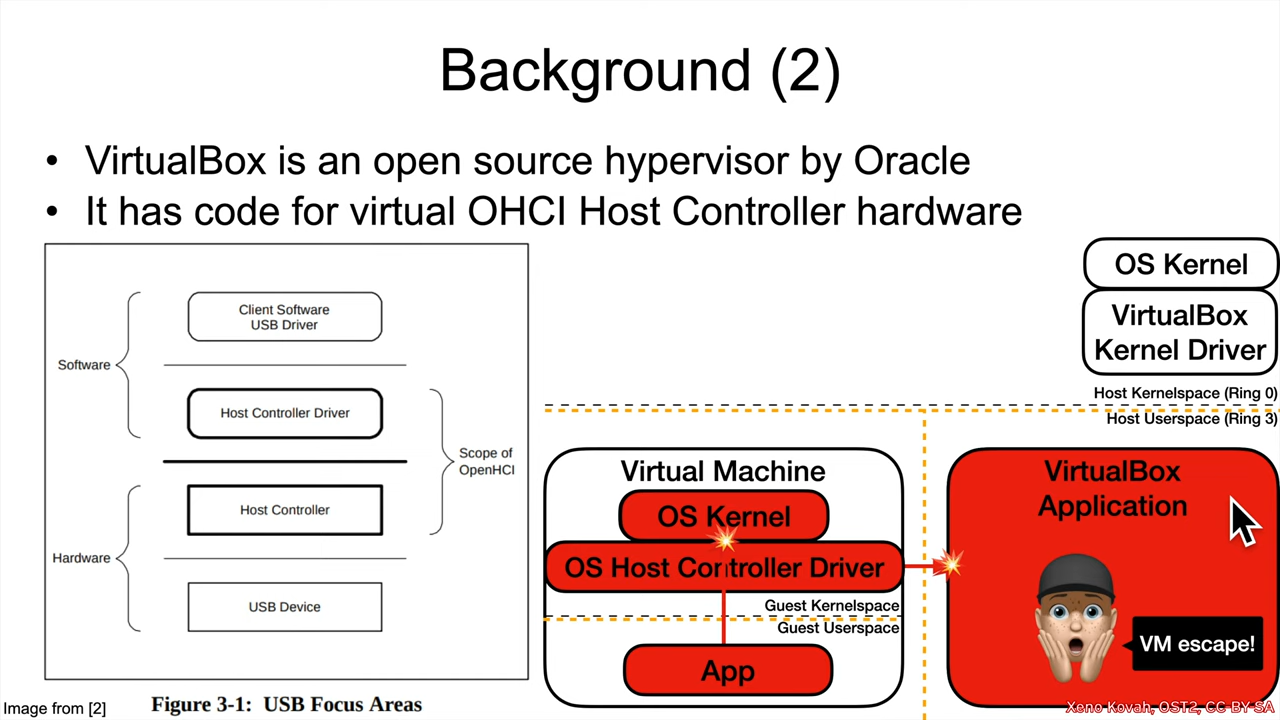 Background (2)
• VirtualBox is an open source hypervisor by Oracle
• It has code for virtual OHCI Host Controller hardware
Client Software
USB Driver
Software
Host Controller Driver
Scope of
OpenHCI
Host Controller
Hardware
USB Device
Figure 3-1: USB Focus Areas
Image from [2]
OS Kernel
VirtualBox
Kernel Driver
Host Kernelspace (Ring 0)
Host Userspace (Ring 3)
Virtual Machine
OS Kernel
OS Host Controller Driver
Guest Kernelspace
Guest Userspace
App
VirtualBox
Application
VM escape!
Xeno Kovah, OST2, CC-BY-SA